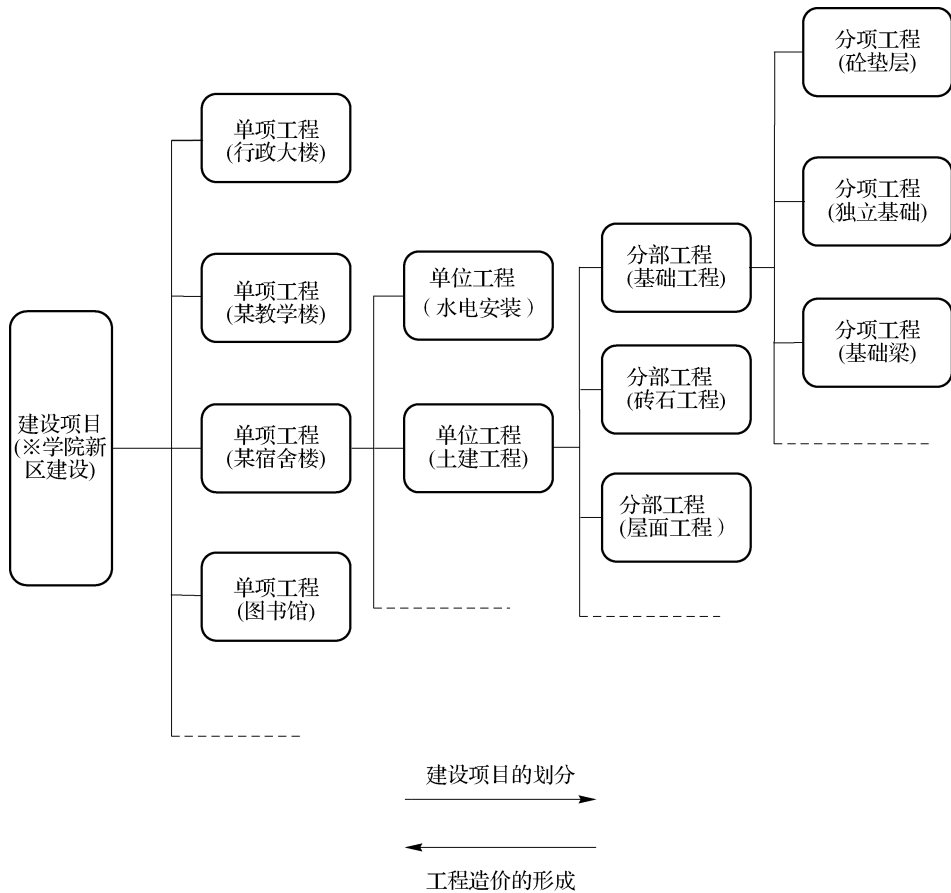 建设项目
(※学院新
区建设)
单项工程
(行政大楼)
单项工程
(某教学楼)
单项工程
(某宿舍楼)
单项工程
(图书馆)
单位工程
（水电安装）
单位工程
(土建工程)
分部工程
(基础工程)
分部工程
(砖石工程)
分部工程
(屋面工程）
分项工程
(砼垫层)
分项工程
(独立基础)
分项工程
(基础梁)
建设项目的划分
工程造价的形成